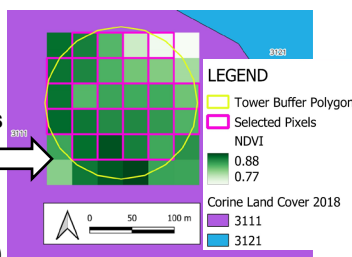 3121
LEGEND
Tower Buffer Polygon
Selected Pixels
NDVI
0.88
0.77
s
3111
Corine Land Cover 2018
3111
3121
0 50 100 m
)